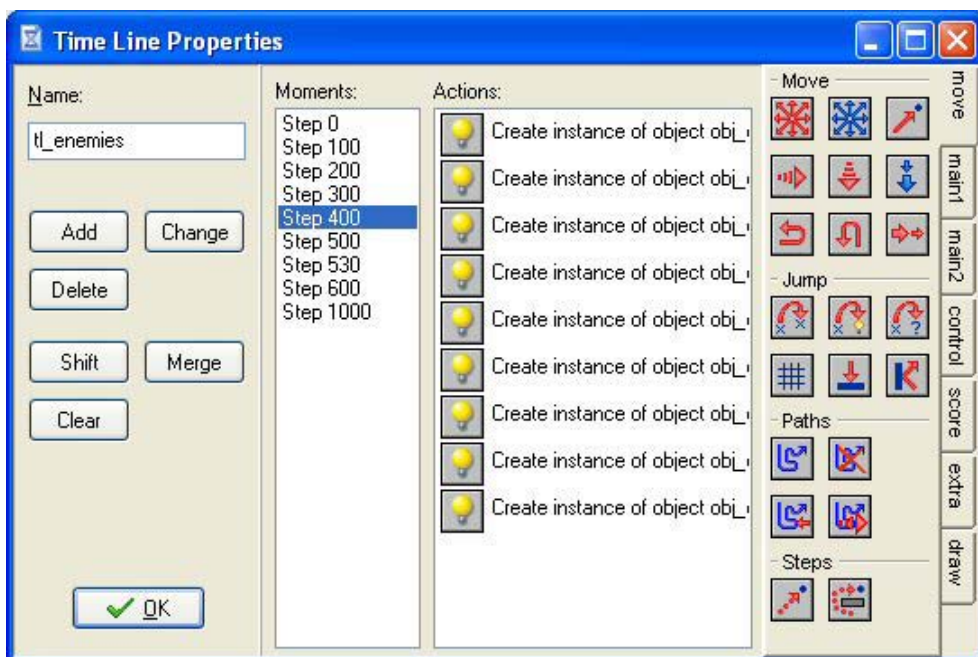 Time Line Properties
Name:
tl_enemies
Add
Change
Delete
Shift
Merge
Clear
OK
Moments:
Step 0
Step 100
Step 200
Step 300
Step 400
Step 500
Step 530
Step 600
Step 1000
Actions:
Create instance of object obj_
Create instance of object obj_
Create instance of object obj_
Create instance of object obj_
Create instance of object obj_
Create instance of object obj_
Create instance of object obj_
Create instance of object obj_
Create instance of object obj_
Move
Jump
Paths
Steps
move
main1
main2
control
score
extra
draw